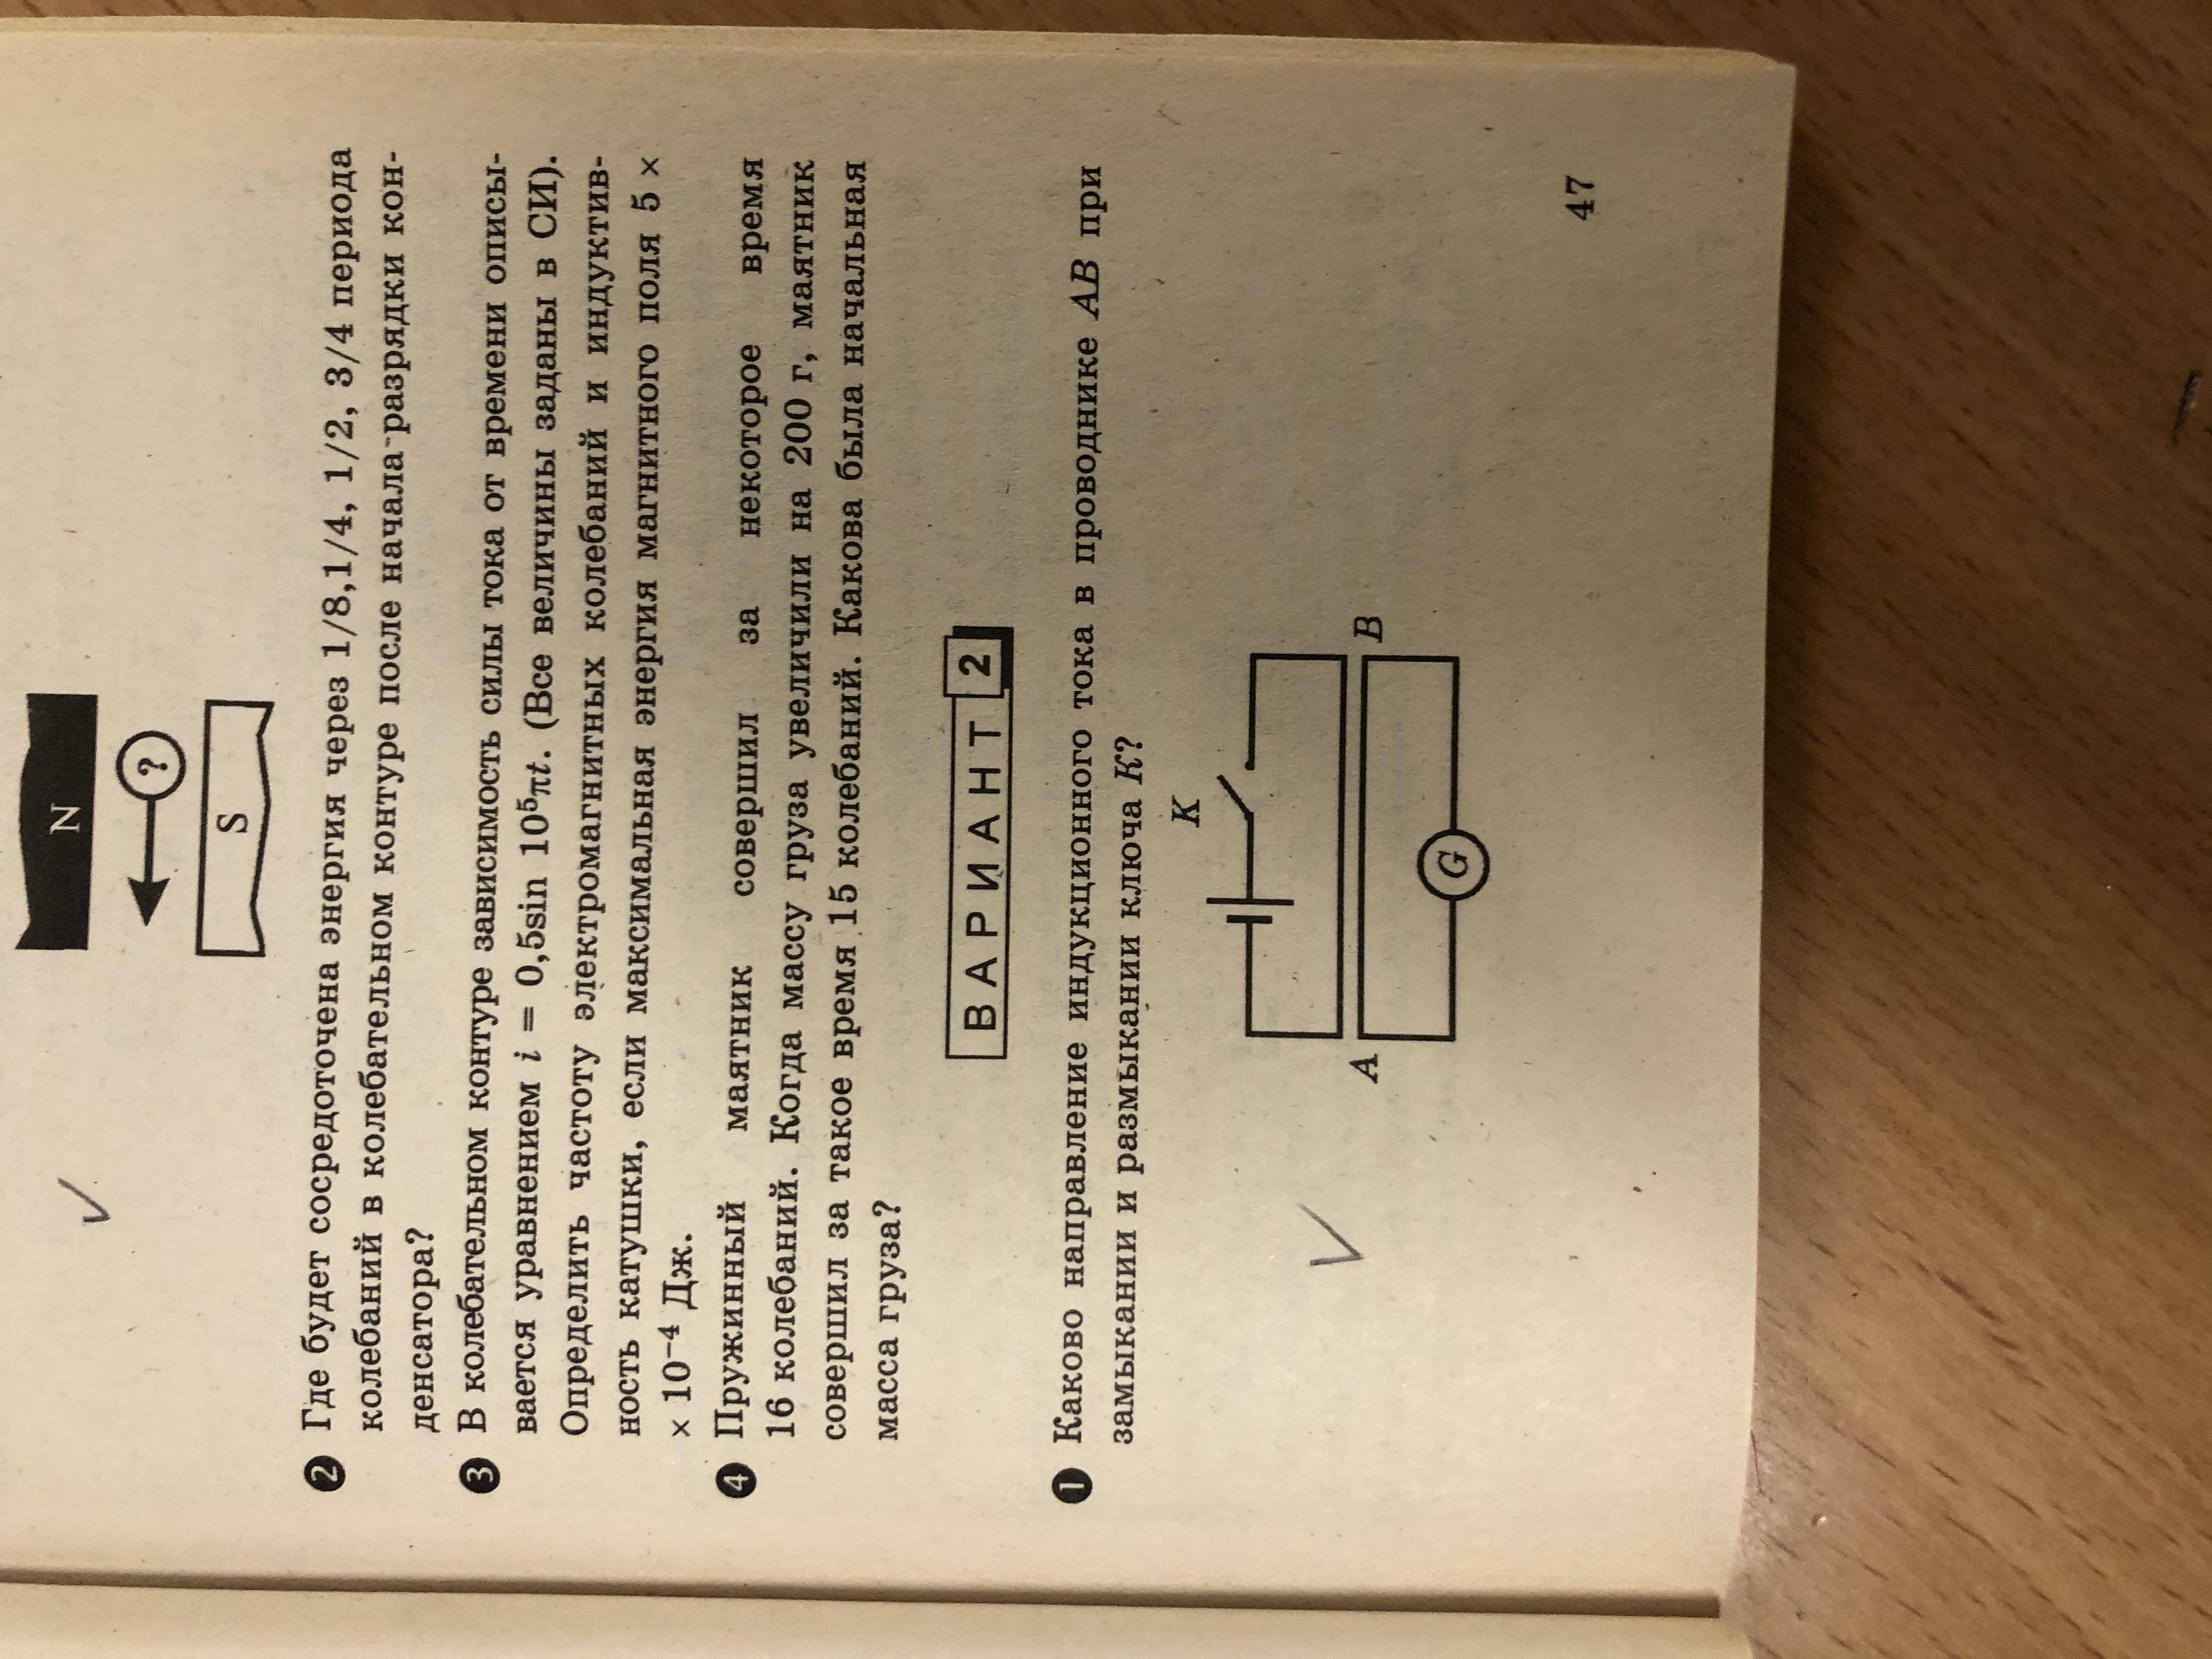 N
?
S
2 Где будет сосредоточена энергия через 1/8,1/4, 1/2, 3/4 периода
колебаний в колебательном контуре после начала разрядки кон-
денсатора?
3 В колебательном контуре зависимость силы тока от времени описы-
вается уравнением i = 0,5sin 10⁵πt. (Все величины заданы в СИ).
Определить частоту электромагнитных колебаний и индуктив-
ность катушки, если максимальная энергия магнитного поля 5 ×
× 10⁻⁴ Дж.
4 Пружинный маятник совершил за некоторое время
16 колебаний. Когда массу груза увеличили на 200 г, маятник
совершил за такое время 15 колебаний. Какова была начальная
масса груза?
ВАРИАНТ 2
1 Каково направление индукционного тока в проводнике AB при
замыкании и размыкании ключа K?
K
A B
G
47